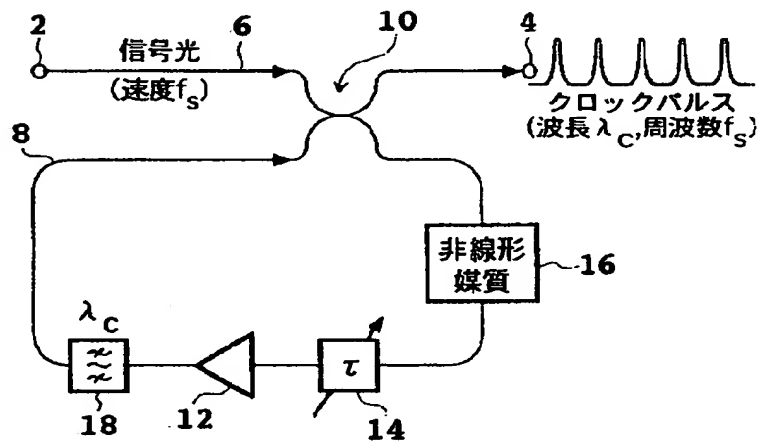 2
6
10
4
信号光
(速度fs)
クロックパルス
(波長λC,周波数fs)
8
非線形
媒質
16
λC
τ
18
12
14